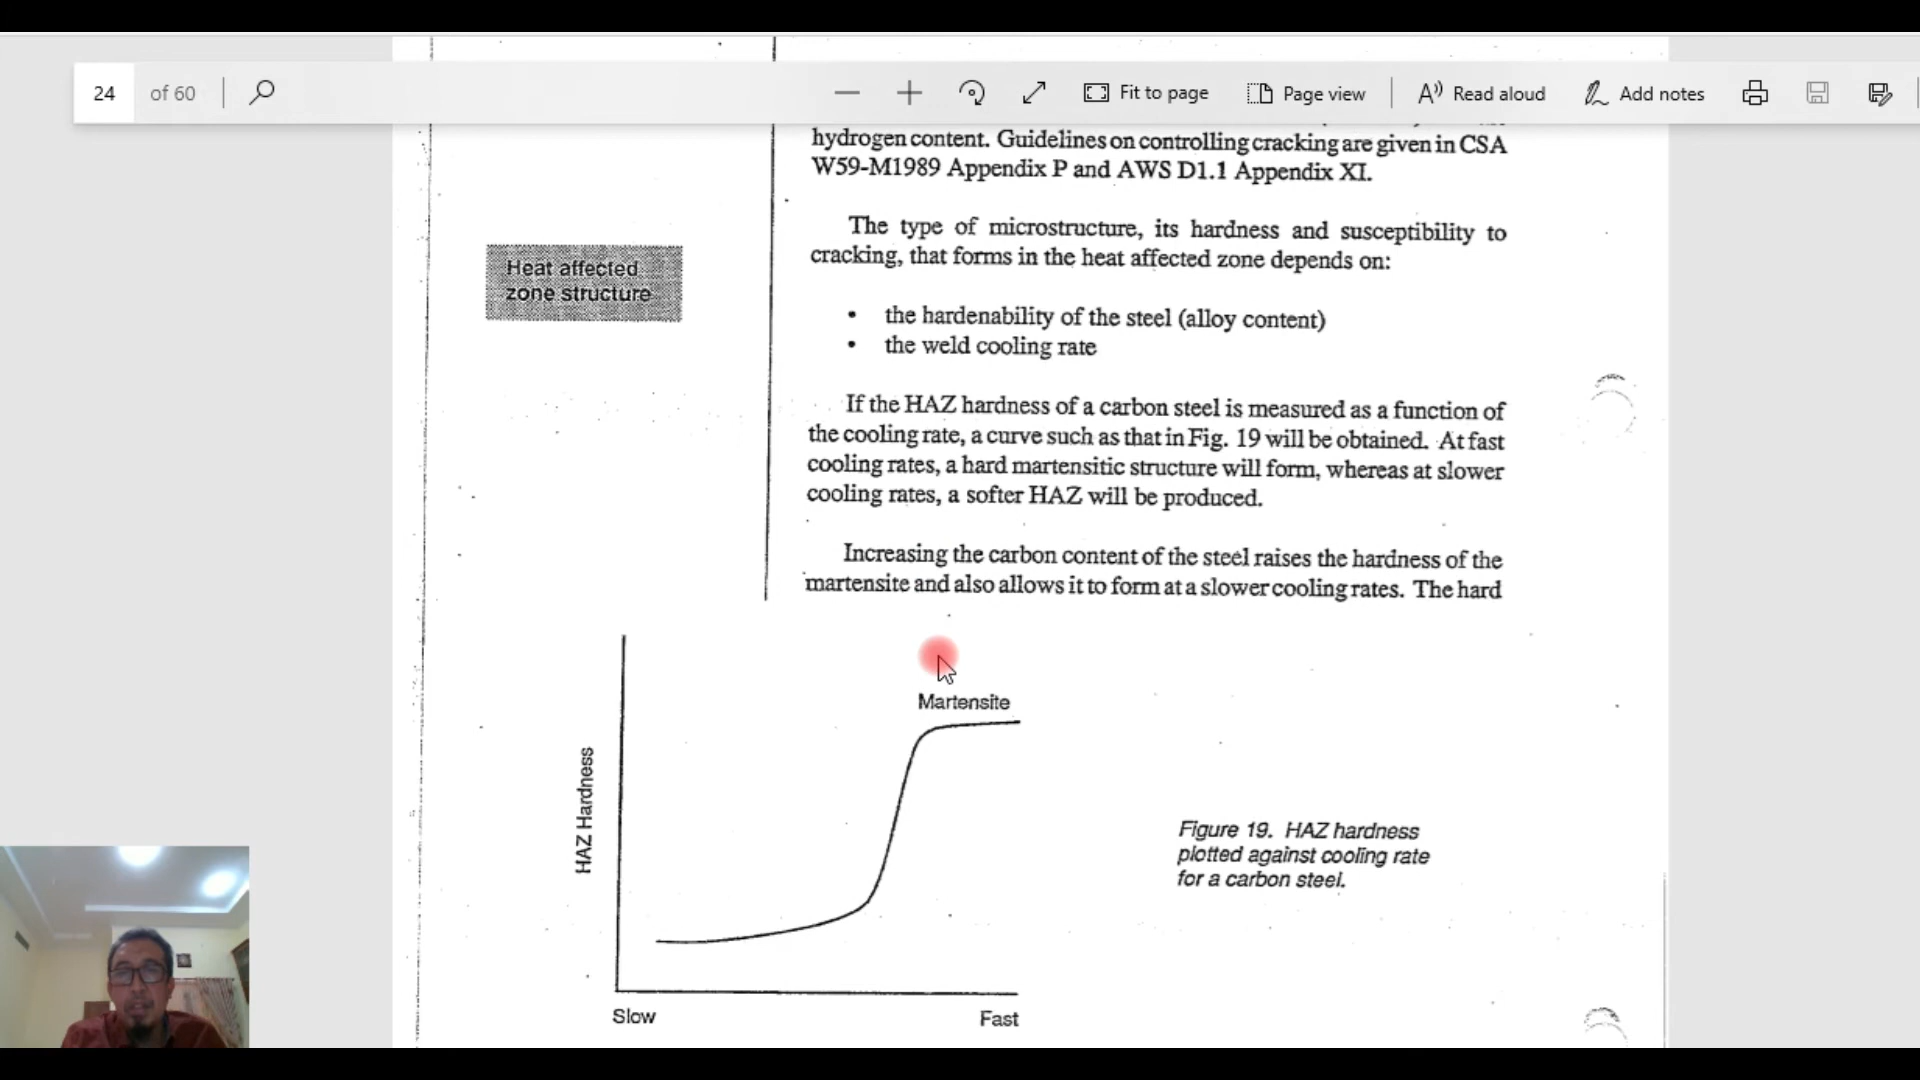 24 of 60
Fit to page
Page view
Read aloud
Add notes
hydrogen content. Guidelines on controlling cracking are given in CSA
W59-M1989 Appendix P and AWS D1.1 Appendix XI.
The type of microstructure, its hardness and susceptibility to
cracking, that forms in the heat affected zone depends on:
Heat affected
zone structure
• the hardenability of the steel (alloy content)
• the weld cooling rate
If the HAZ hardness of a carbon steel is measured as a function of
the cooling rate, a curve such as that in Fig. 19 will be obtained. At fast
cooling rates, a hard martensitic structure will form, whereas at slower
cooling rates, a softer HAZ will be produced.
Increasing the carbon content of the steel raises the hardness of the
martensite and also allows it to form at a slower cooling rates. The hard
Martensite
HAZ Hardness
Figure 19. HAZ hardness
plotted against cooling rate
for a carbon steel.
Slow
Fast